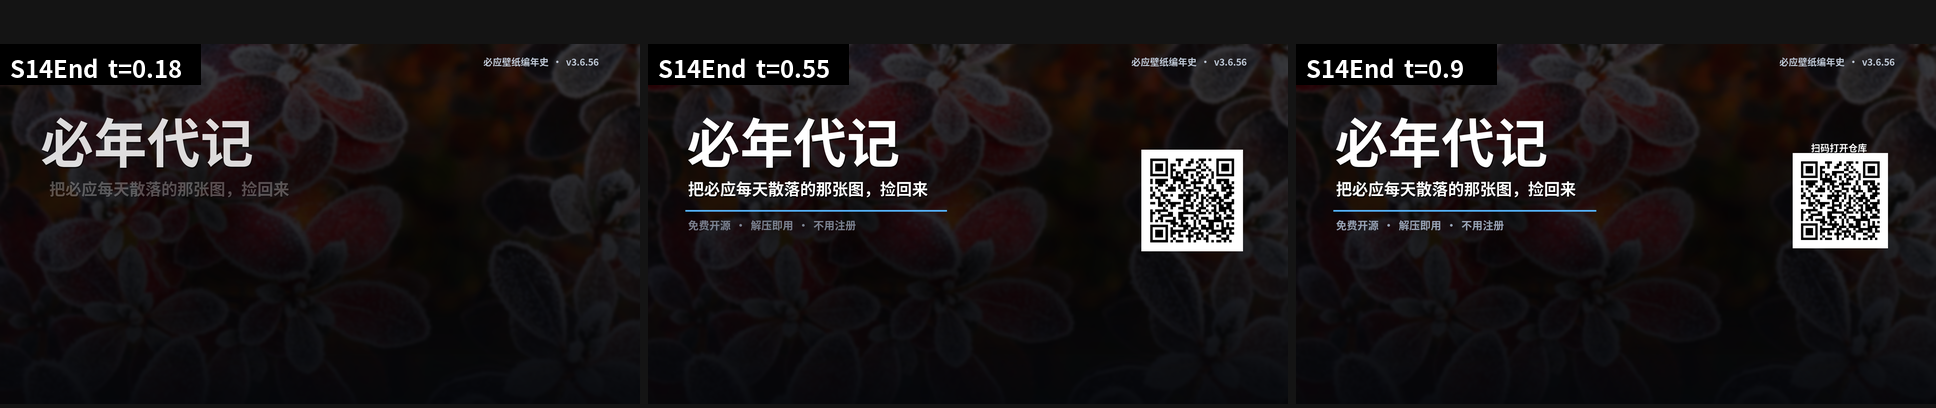 S14End t=0.18
必应壁纸编年史 · v3.6.56
必年代记
把必应每天散落的那张图，捡回来
S14End t=0.55
必应壁纸编年史 · v3.6.56
必年代记
把必应每天散落的那张图，捡回来
免费开源 · 解压即用 · 不用注册
S14End t=0.9
必应壁纸编年史 · v3.6.56
必年代记
扫码打开仓库
把必应每天散落的那张图，捡回来
免费开源 · 解压即用 · 不用注册